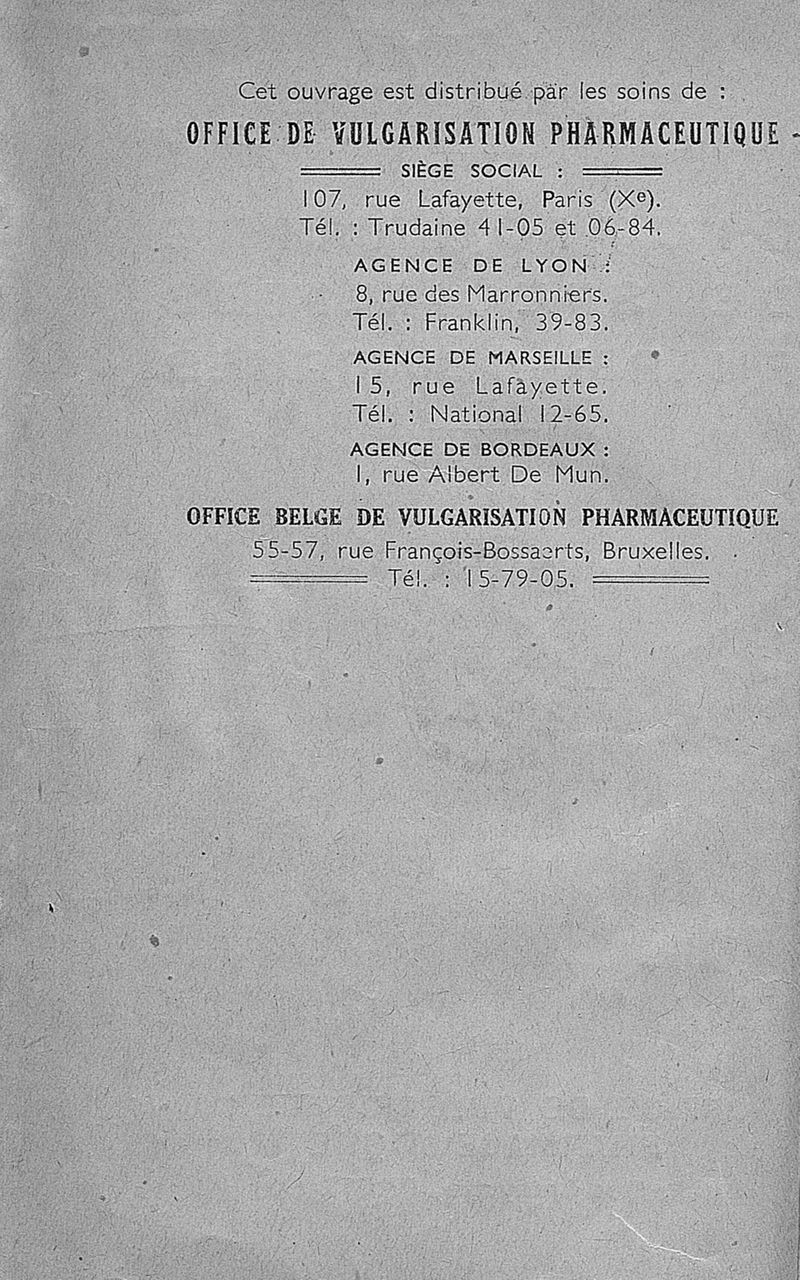 Cet ouvrage est distribué par les soins de :
OFFICE DE VULGARISATION PHARMACEUTIQUE
SIÈGE SOCIAL :
107, rue Lafayette, Paris (Xe).
Tél. : Trudaine 41-05 et 06-84.
AGENCE DE LYON :
8, rue des Marronniers.
Tél. : Franklin, 39-83.
AGENCE DE MARSEILLE :
15, rue Lafayette.
Tél. : National 12-65.
AGENCE DE BORDEAUX :
1, rue Albert De Mun.
OFFICE BELGE DE VULGARISATION PHARMACEUTIQUE
55-57, rue François-Bossaerts, Bruxelles.
Tél. : 15-79-05.